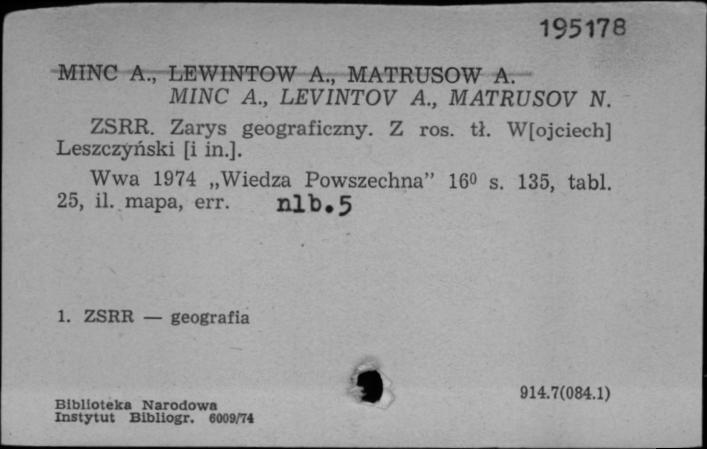 195178
MINC A., LEWINTOW A., MATRUSOW A.
MINC A., LEVINTOV A., MATRUSOV N.
ZSRR. Zarys geograficzny. Z ros. tł. W[ojciech]
Leszczyński [i in.].
Wwa 1974 „Wiedza Powszechna” 16⁰ s. 135, tabl.
25, il. mapa, err. nlb.5
1. ZSRR — geografia
914.7(084.1)
Biblioteka Narodowa
Instytut Bibliogr. 6009/74